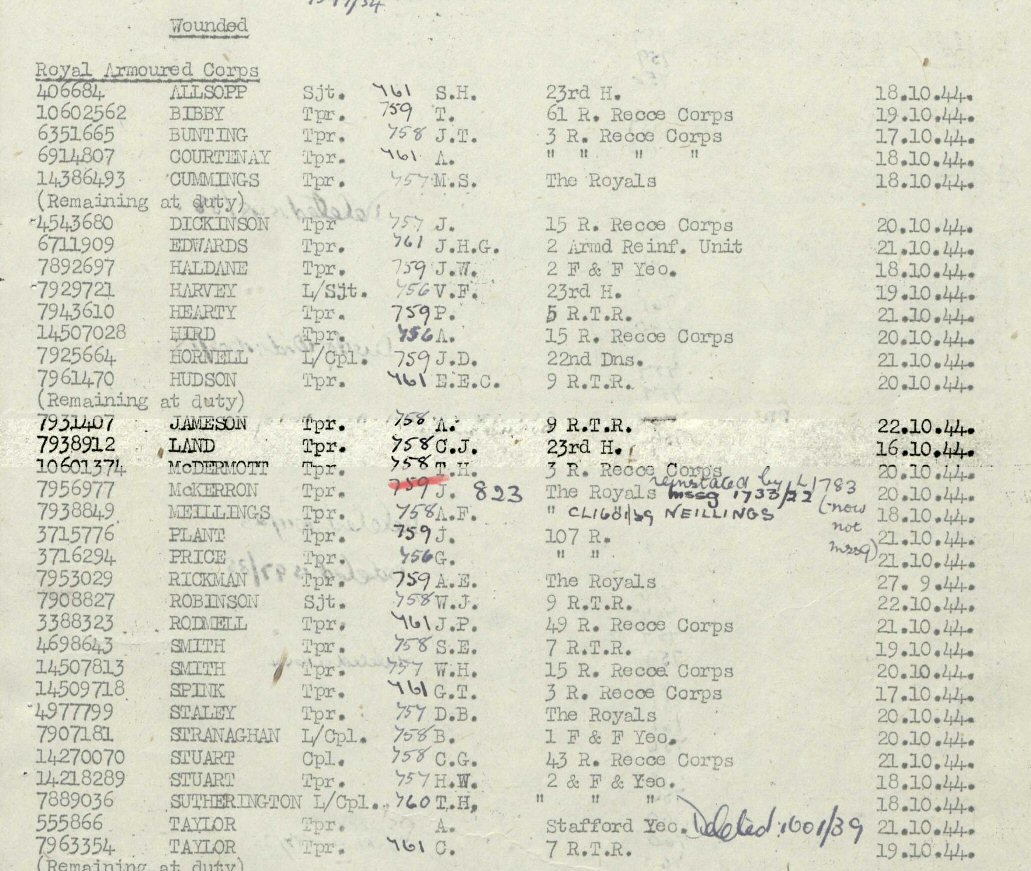 Wounded
Royal Armoured Corps
406684 ALLSOPP Sjt. 461 S.H. 23rd H. 18.10.44.
10602562 BIBBY Tpr. 759 T. 61 R. Recce Corps 19.10.44.
6351665 BUNTING Tpr. 758 J.T. 3 R. Recce Corps 17.10.44.
6914807 COURTENAY Tpr. 461 A. " " " " 18.10.44.
14386493 CUMMINGS Tpr. 757 M.S. The Royals 18.10.44.
(Remaining at duty)
4543680 DICKINSON Tpr 757 J. 15 R. Recce Corps 20.10.44.
6711909 EDWARDS Tpr. 461 J.H.G. 2 Armd Reinf. Unit 21.10.44.
7892697 HALDANE Tpr. 759 J.W. 2 F & F Yeo. 18.10.44.
7929721 HARVEY L/Sjt. 456 V.F. 23rd H. 19.10.44.
7943610 HEARTY Tpr. 759 P. 5 R.T.R. 21.10.44.
14507028 HIRD Tpr. 456 A. 15 R. Recce Corps 20.10.44.
7925664 HORNELL L/Cpl. 759 J.D. 22nd Dns. 21.10.44.
7961470 HUDSON Tpr. 461 E.E.C. 9 R.T.R. 20.10.44.
(Remaining at duty)
7931407 JAMESON Tpr. 758 A. 9 R.T.R. 22.10.44.
7938912 LAND Tpr. 758 C.J. 23rd H. 16.10.44.
10601374 McDERMOTT Tpr. 758 T.H. 3 R. Recce Corps 20.10.44.
reinstated by CL1783
7956977 McKERRON Tpr. 759 J. 823 The Royals mssg 1733/22 20.10.44.
(now not mssg)
7938849 MEILLINGS Tpr. 758 A.F. " CL1681/39 NEILLINGS 18.10.44.
3715776 PLANT Tpr. 759 J. 107 R. 21.10.44.
3716294 PRICE Tpr. 456 G. " " 21.10.44.
7953029 RICKMAN Tpr. 759 A.E. The Royals 27. 9.44.
7908827 ROBINSON Sjt. 758 W.J. 9 R.T.R. 22.10.44.
3388323 RODMELL Tpr. 461 J.P. 49 R. Recce Corps 21.10.44.
4698643 SMITH Tpr. 758 S.E. 7 R.T.R. 19.10.44.
14507813 SMITH Tpr. 757 W.H. 15 R. Recce Corps 20.10.44.
14509718 SPINK Tpr. 461 G.T. 3 R. Recce Corps 17.10.44.
4977799 STALEY Tpr. 757 D.B. The Royals 20.10.44.
7907181 STRANAGHAN L/Cpl. 758 B. 1 F & F Yeo. 20.10.44.
14270070 STUART Cpl. 758 C.G. 43 R. Recce Corps 21.10.44.
14218289 STUART Tpr. 757 H.W. 2 & F & Yeo. 18.10.44.
7889036 SUTHERINGTON L/Cpl. 760 T.H, " " " 18.10.44.
555866 TAYLOR Tpr. A. Stafford Yeo. Deleted 1601/39 21.10.44.
7963354 TAYLOR Tpr. 461 C. 7 R.T.R. 19.10.44.
(Remaining at duty)